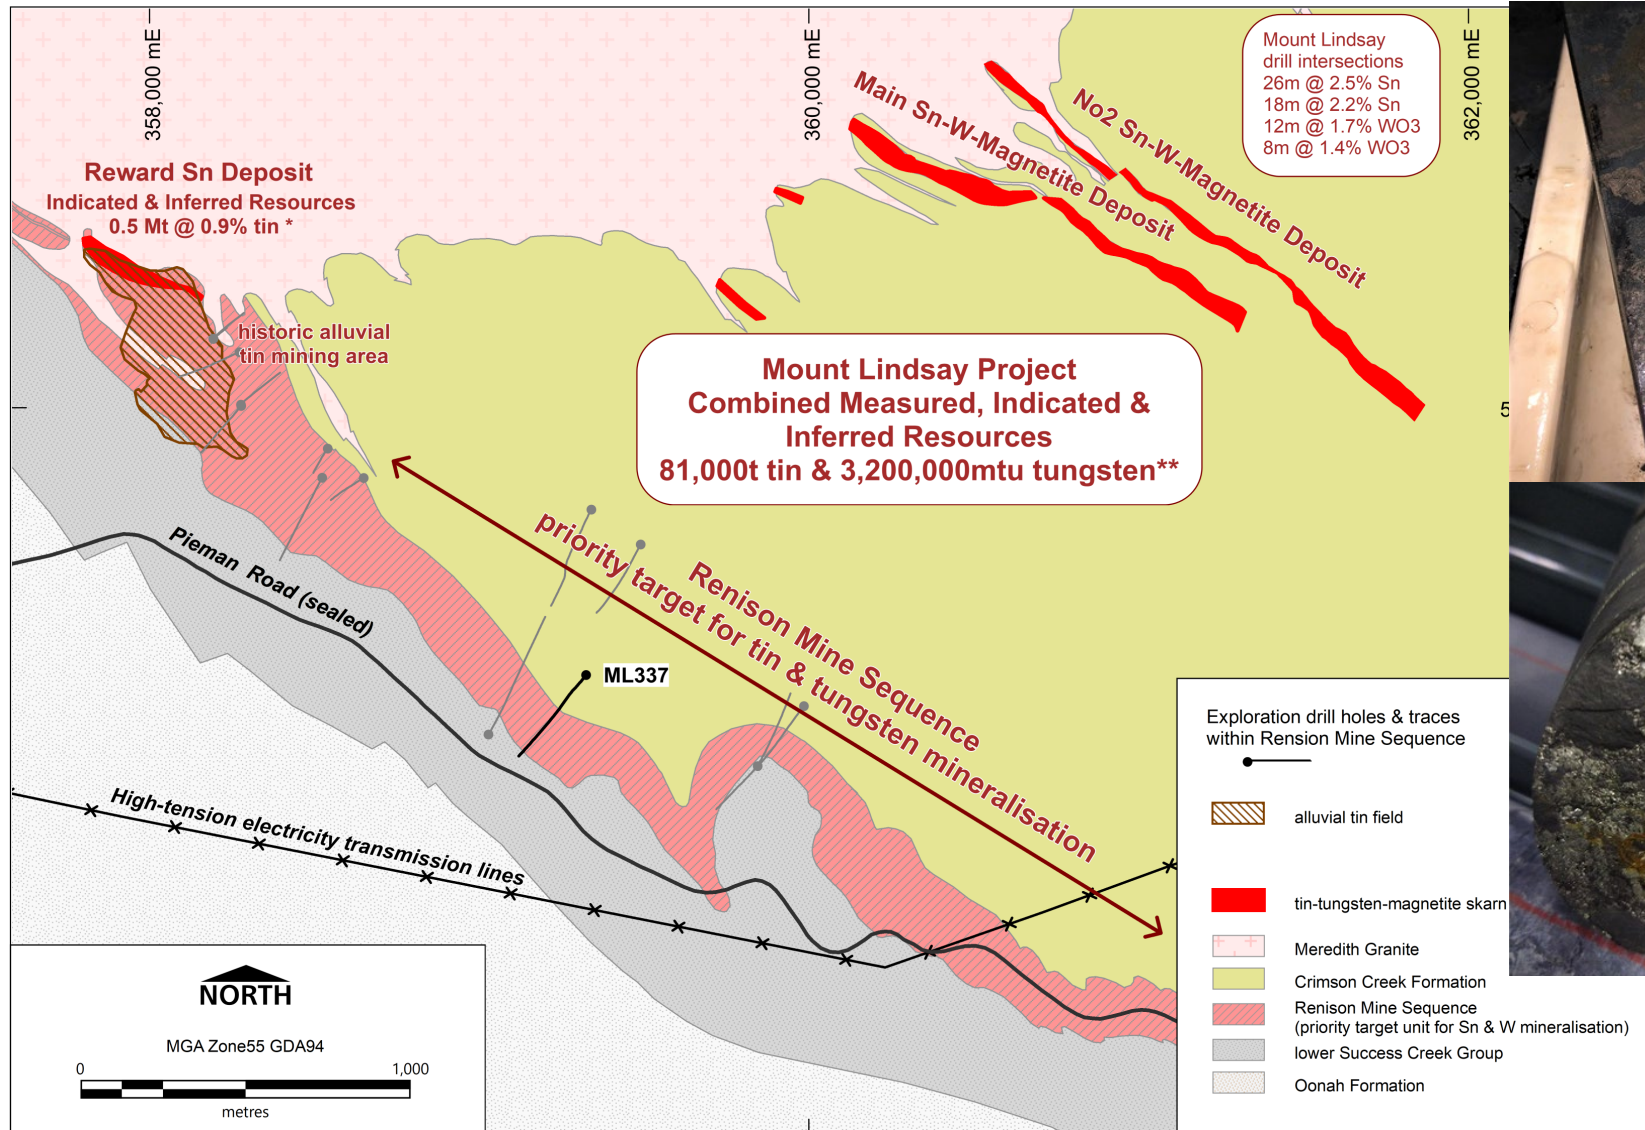 358,000 mE
360,000 mE
362,000 mE
Mount Lindsay
drill intersections
26m @ 2.5% Sn
18m @ 2.2% Sn
12m @ 1.7% WO3
8m @ 1.4% WO3
Main Sn-W-Magnetite Deposit
No2 Sn-W-Magnetite Deposit
Reward Sn Deposit
Indicated & Inferred Resources
0.5 Mt @ 0.9% tin *
historic alluvial
tin mining area
Mount Lindsay Project
Combined Measured, Indicated &
Inferred Resources
81,000t tin & 3,200,000mtu tungsten**
5
Pieman Road (sealed)
Renison Mine Sequence
priority target for tin & tungsten mineralisation
ML337
High-tension electricity transmission lines
Exploration drill holes & traces
within Rension Mine Sequence
alluvial tin field
tin-tungsten-magnetite skarn
Meredith Granite
Crimson Creek Formation
Renison Mine Sequence
(priority target unit for Sn & W mineralisation)
lower Success Creek Group
Oonah Formation
NORTH
MGA Zone55 GDA94
0 1,000
metres